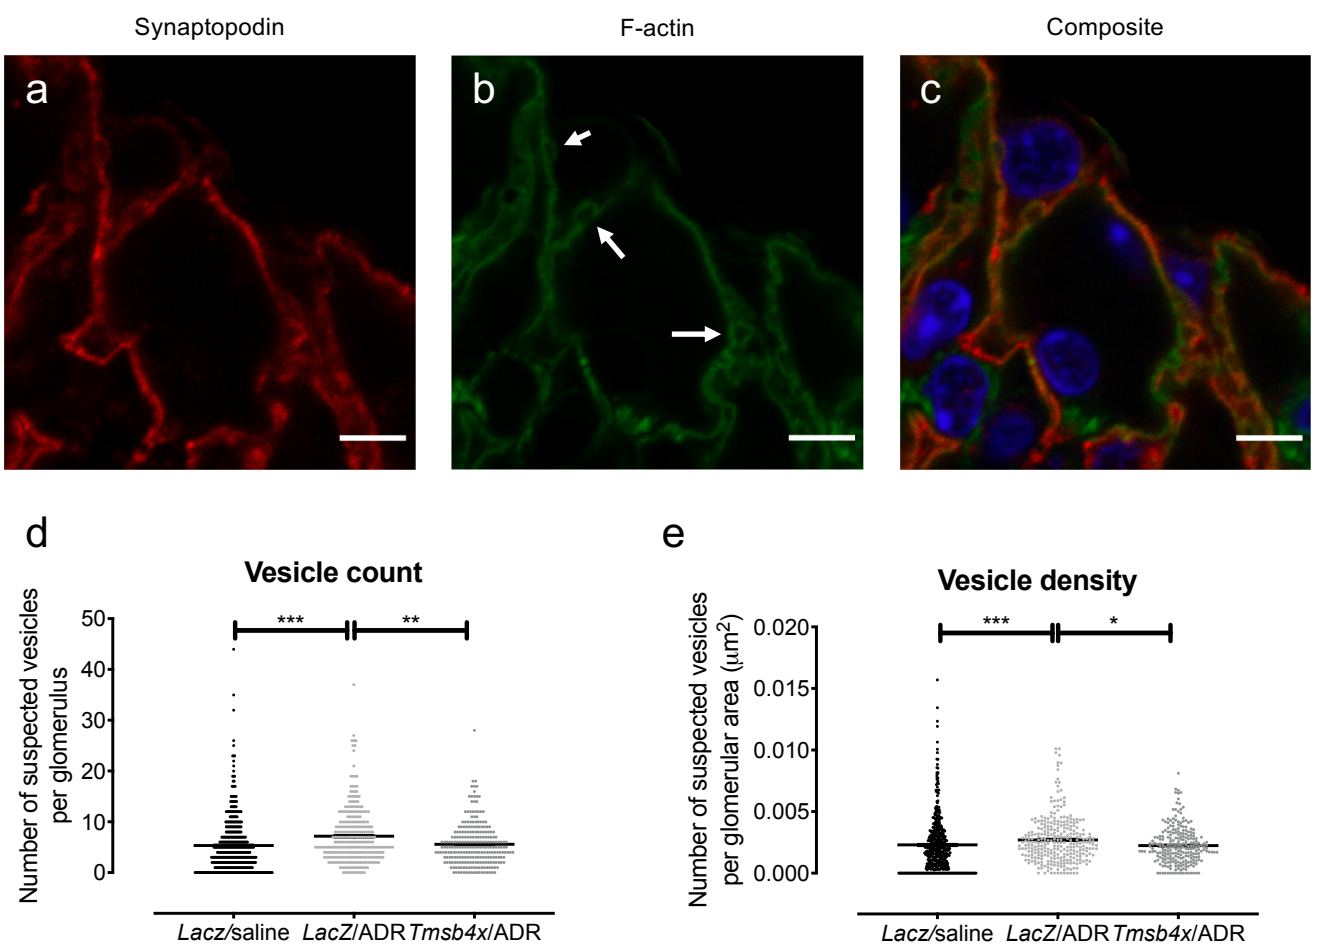 Synaptopodin
F-actin
Composite
a
b
c
d
Vesicle count
Number of suspected vesicles
per glomerulus
50
40
30
20
10
0
***
**
Lacz/saline
LacZ/ADR
Tmsb4x/ADR
e
Vesicle density
Number of suspected vesicles
per glomerular area (μm²)
0.020
0.015
0.010
0.005
0.000
***
*
Lacz/saline
LacZ/ADR
Tmsb4x/ADR